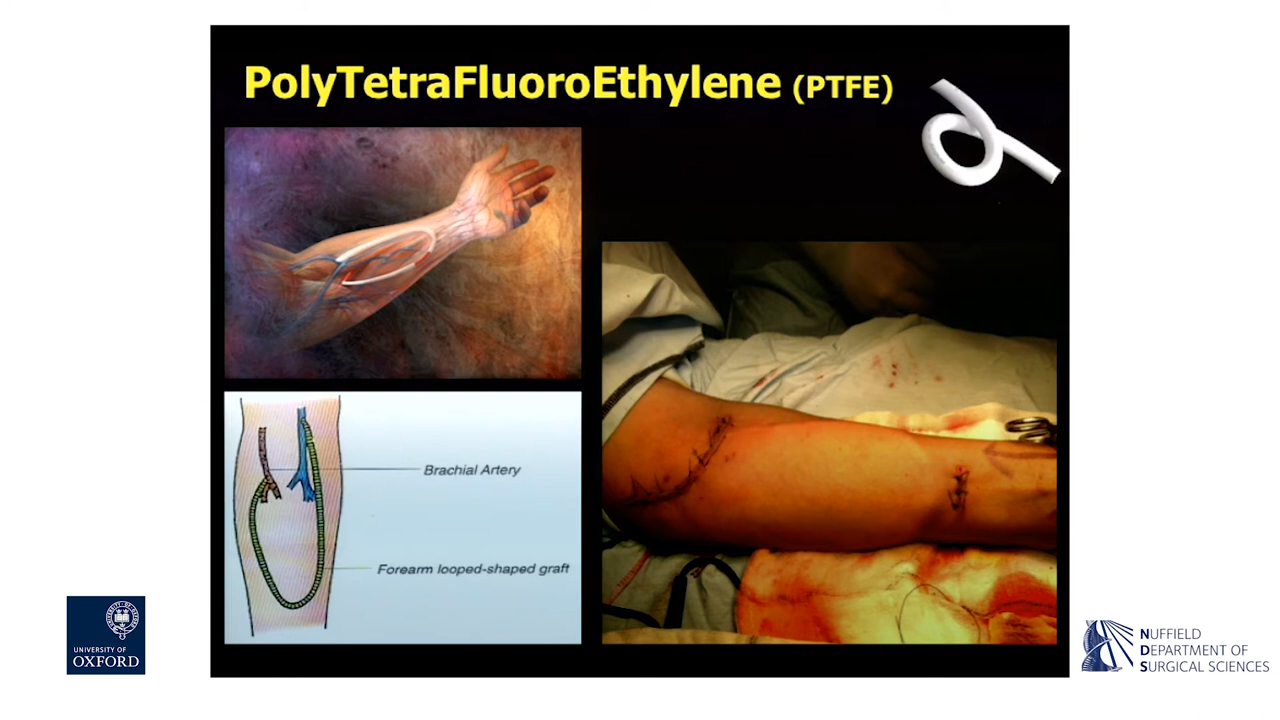 PolyTetraFluoroEthylene (PTFE)
Brachial Artery
Forearm looped-shaped graft
UNIVERSITY OF
OXFORD
NUFFIELD
DEPARTMENT OF
SURGICAL SCIENCES